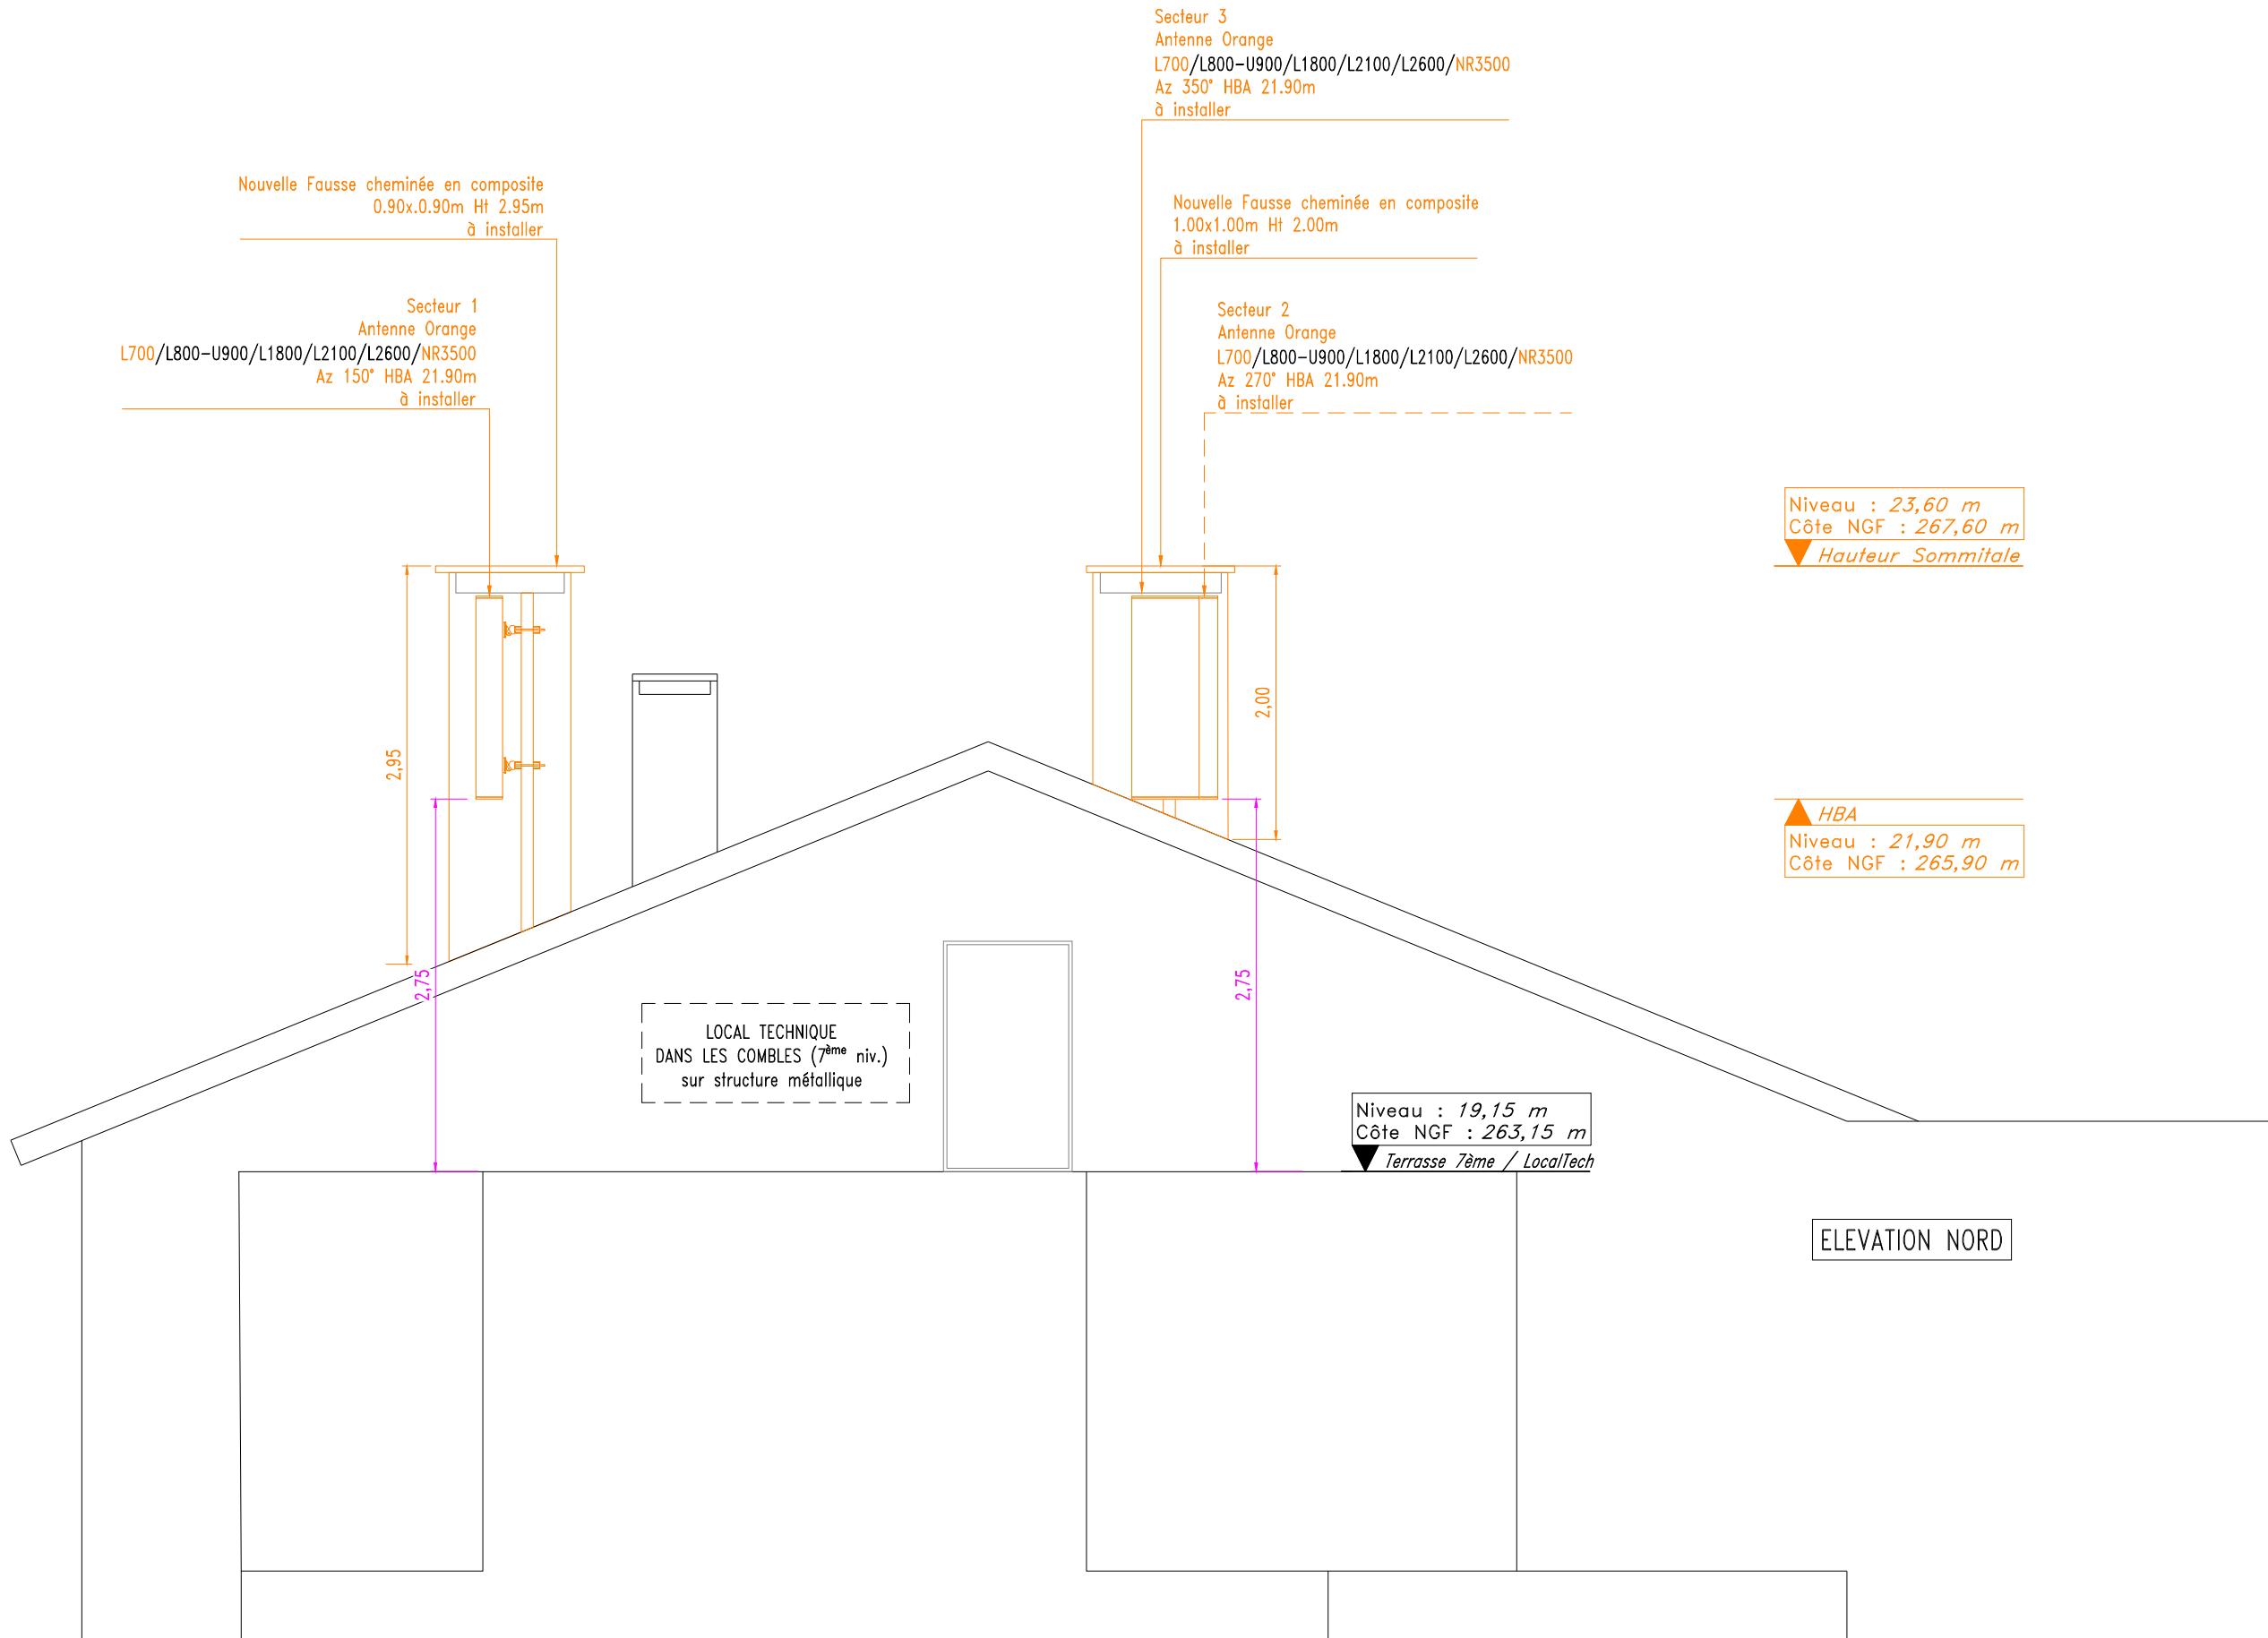 Secteur 3
Antenne Orange
L700/L800-U900/L1800/L2100/L2600/NR3500
Az 350° HBA 21.90m
à installer
Nouvelle Fausse cheminée en composite
0.90x.0.90m Ht 2.95m
à installer
Nouvelle Fausse cheminée en composite
1.00x1.00m Ht 2.00m
à installer
Secteur 1
Antenne Orange
L700/L800-U900/L1800/L2100/L2600/NR3500
Az 150° HBA 21.90m
à installer
Secteur 2
Antenne Orange
L700/L800-U900/L1800/L2100/L2600/NR3500
Az 270° HBA 21.90m
à installer
Niveau : 23,60 m
Côte NGF : 267,60 m
Hauteur Sommitale
2,95
2,00
HBA
Niveau : 21,90 m
Côte NGF : 265,90 m
2,75
2,75
LOCAL TECHNIQUE
DANS LES COMBLES (7ème niv.)
sur structure métallique
Niveau : 19,15 m
Côte NGF : 263,15 m
Terrasse 7ème / LocalTech
ELEVATION NORD